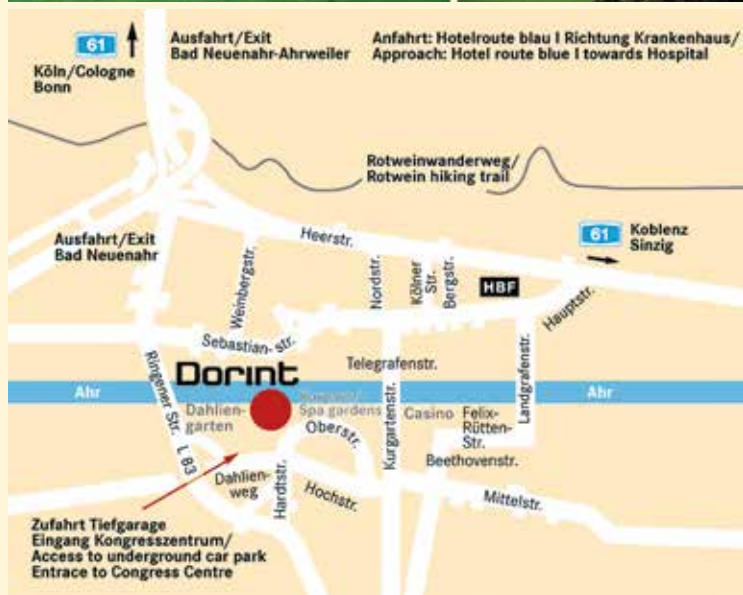 61
Köln/Cologne
Bonn
Ausfahrt/Exit
Bad Neuenahr-Ahrweiler
Anfahrt: Hotelroute blau I Richtung Krankenhaus/
Approach: Hotel route blue I towards Hospital
Rotweinwanderweg/
Rotwein hiking trail
Ausfahrt/Exit
Bad Neuenahr
61
Koblenz
Sinzig
Heerstr.
Weinbergstr.
Nordstr.
Kölner
Str.
Bergstr.
HBF
Hauptstr.
Sebastian-str.
Telegrafenstr.
Landgrafenstr.
Ringener Str.
L 83
Dorint
Ahr
Ahr
Dahlien-
garten
Spa gardens
Oberstr.
Kurgartenstr.
Casino
Felix-
Rütten-
Str.
Beethovenstr.
Dahlien-
weg
Hardtstr.
Hochstr.
Mittelstr.
Zufahrt Tiefgarage
Eingang Kongresszentrum/
Access to underground car park
Entrace to Congress Centre